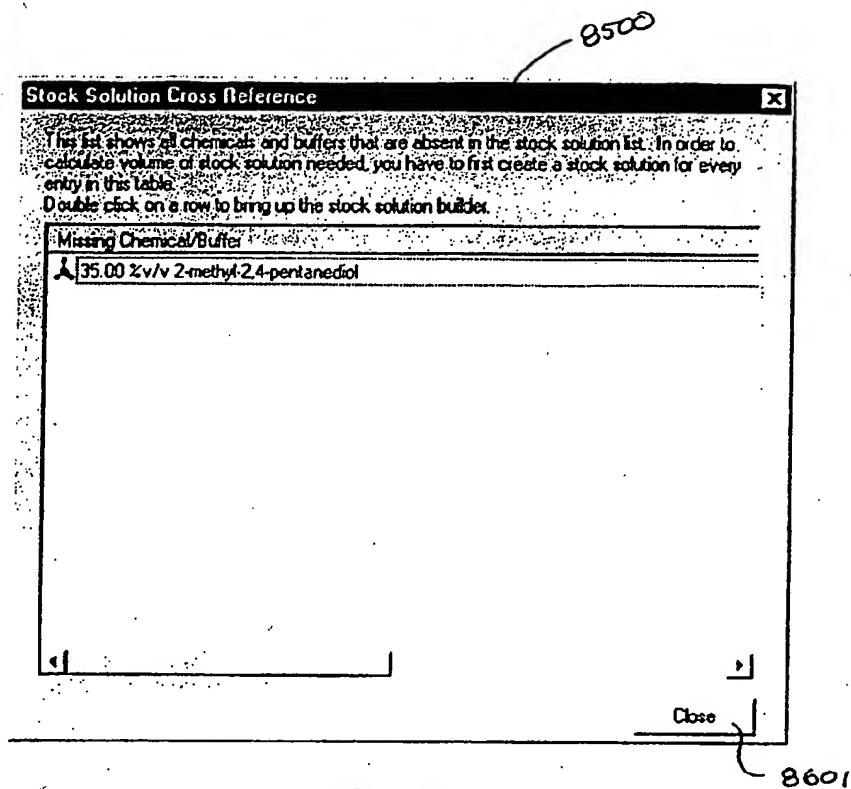 8500
Stock Solution Cross Reference
This list shows all chemicals and buffers that are absent in the stock solution list. In order to
calculate volume of stock solution needed, you have to first create a stock solution for every
entry in this table.
Double click on a row to bring up the stock solution builder.
Missing Chemical/Buffer
35.00 %v/v 2-methyl-2,4-pentanediol
Close
8601